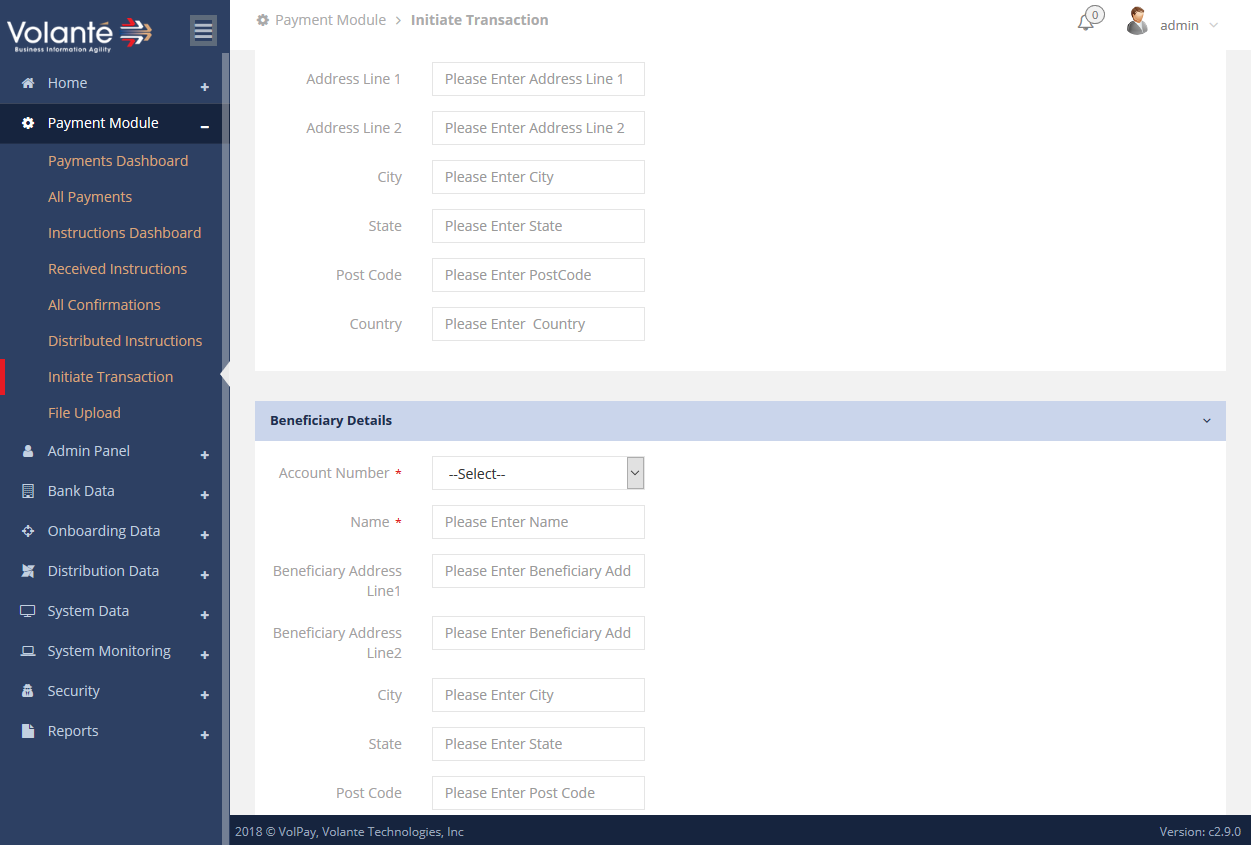 Volanté
Business Information Agility
Payment Module > Initiate Transaction
0
admin
Home
Payment Module
Payments Dashboard
All Payments
Instructions Dashboard
Received Instructions
All Confirmations
Distributed Instructions
Initiate Transaction
File Upload
Admin Panel
Bank Data
Onboarding Data
Distribution Data
System Data
System Monitoring
Security
Reports
Address Line 1 Please Enter Address Line 1
Address Line 2 Please Enter Address Line 2
City Please Enter City
State Please Enter State
Post Code Please Enter PostCode
Country Please Enter  Country
Beneficiary Details
Account Number * --Select--
Name * Please Enter Name
Beneficiary Address Please Enter Beneficiary Add
Line1
Beneficiary Address Please Enter Beneficiary Add
Line2
City Please Enter City
State Please Enter State
Post Code Please Enter Post Code
2018 © VolPay, Volante Technologies, Inc
Version: c2.9.0